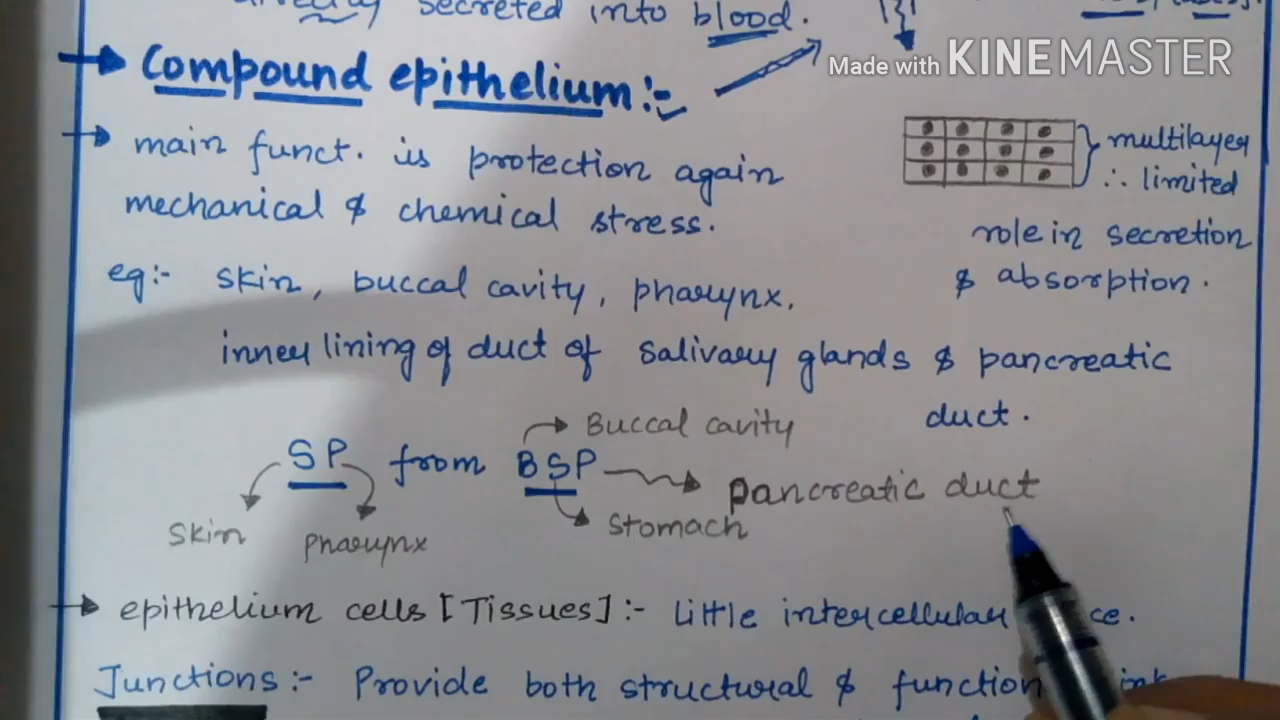 directly secreted into blood.
Made with KINEMASTER
→ Compound epithelium :-
→ main funct. is protection again
mechanical & chemical stress.
multilayer
∴ limited
role in secretion
& absorption.
eg:- skin, buccal cavity, pharynx.
inner lining of duct of salivary glands & pancreatic
duct.
SP from BSP
Buccal cavity
pancreatic duct
Stomach
Skin
Pharynx
→ epithelium cells [Tissues] :- Little intercellular
Junctions :- Provide both structural & function